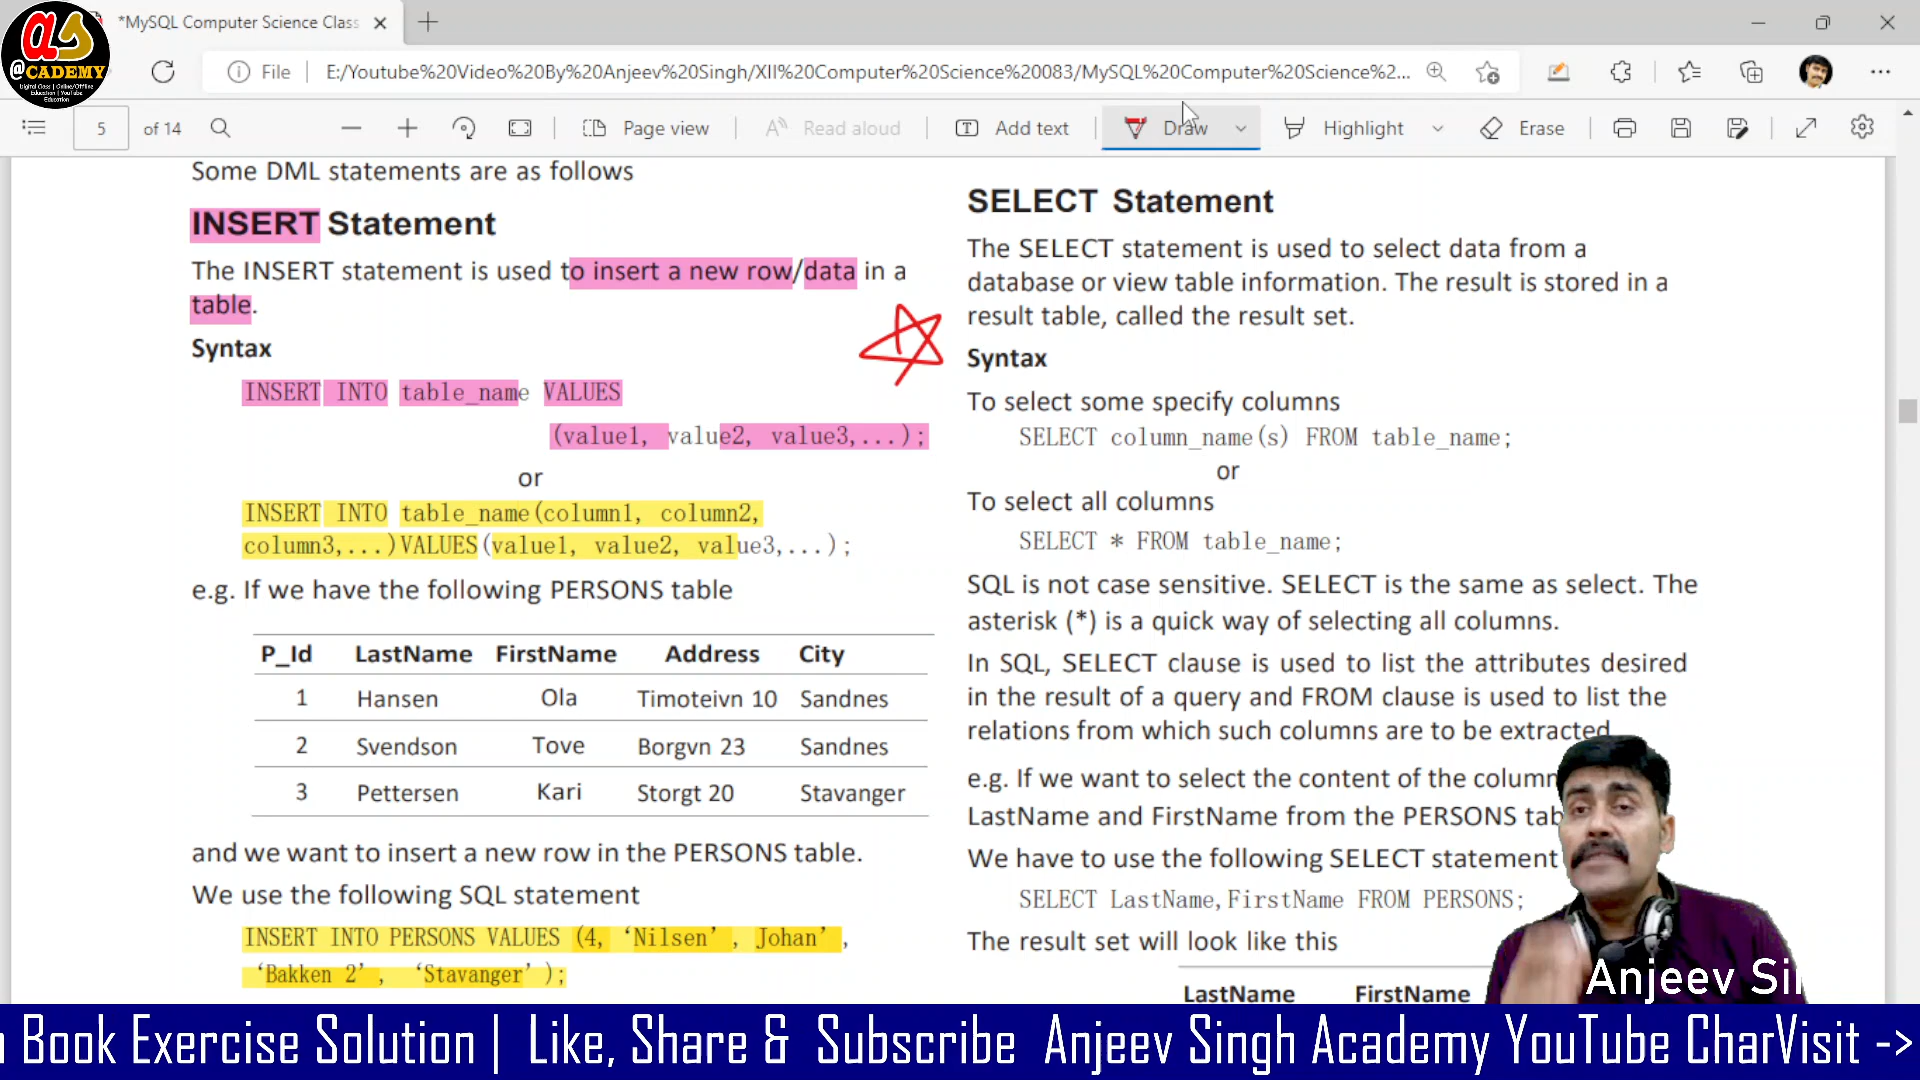 *MySQL Computer Science Class
as
@CADEMY
Digital Class | Online/Offline
Education | YouTube
Education
File
E:/Youtube%20Video%20By%20Anjeev%20Singh/XII%20Computer%20Science%20083/MySQL%20Computer%20Science%2...
5
of 14
Page view
Read aloud
Add text
Draw
Highlight
Erase
Some DML statements are as follows
INSERT Statement
The INSERT statement is used to insert a new row/data in a
table.
Syntax
INSERT INTO table_name VALUES
(value1, value2, value3,...);
or
INSERT INTO table_name(column1, column2,
column3,...)VALUES(value1, value2, value3,...);
e.g. If we have the following PERSONS table
P_Id LastName FirstName Address City
1 Hansen Ola Timoteivn 10 Sandnes
2 Svendson Tove Borgvn 23 Sandnes
3 Pettersen Kari Storgt 20 Stavanger
and we want to insert a new row in the PERSONS table.
We use the following SQL statement
INSERT INTO PERSONS VALUES (4, ‘Nilsen’, Johan’,
‘Bakken 2’, ‘Stavanger’);
SELECT Statement
The SELECT statement is used to select data from a
database or view table information. The result is stored in a
result table, called the result set.
Syntax
To select some specify columns
SELECT column_name(s) FROM table_name;
or
To select all columns
SELECT * FROM table_name;
SQL is not case sensitive. SELECT is the same as select. The
asterisk (*) is a quick way of selecting all columns.
In SQL, SELECT clause is used to list the attributes desired
in the result of a query and FROM clause is used to list the
relations from which such columns are to be extracted
e.g. If we want to select the content of the column
LastName and FirstName from the PERSONS tab
We have to use the following SELECT statement
SELECT LastName,FirstName FROM PERSONS;
The result set will look like this
LastName FirstName
Anjeev Si
Book Exercise Solution | Like, Share & Subscribe Anjeev Singh Academy YouTube CharVisit ->